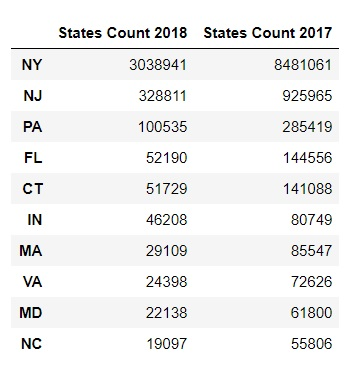 States Count 2018 States Count 2017
NY 3038941 8481061
NJ 328811 925965
PA 100535 285419
FL 52190 144556
CT 51729 141088
IN 46208 80749
MA 29109 85547
VA 24398 72626
MD 22138 61800
NC 19097 55806